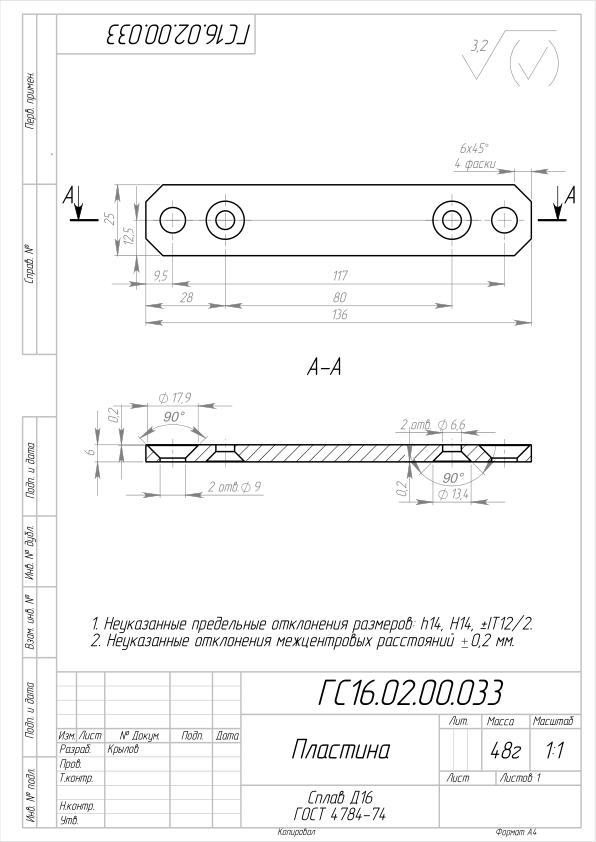 ГС16.02.00.033
3,2
Перв. примен.
Справ. №
6x45°
4 фаски
А
А
25
12,5
9,5
117
28
80
136
А-А
∅ 17,9
90°
0,2
6
2 отв. ∅ 6,6
2 отв. ∅ 9
0,2
90°
∅ 13,4
Подп. и дата
Инв. № дубл.
Взам. инв. №
Подп. и дата
Инв. № подл.
1. Неуказанные предельные отклонения размеров: h14, H14, ±IT12/2.
2. Неуказанные отклонения межцентровых расстояний ±0,2 мм.
ГС16.02.00.033
Изм. Лист № Докум. Подп. Дата
Разраб. Крылов
Пров.
Т.контр.
Н.контр.
Утв.
Пластина
Лит. Масса Масштаб
48г 1:1
Лист Листов 1
Сплав Д16
ГОСТ 4784-74
Копировал Формат А4